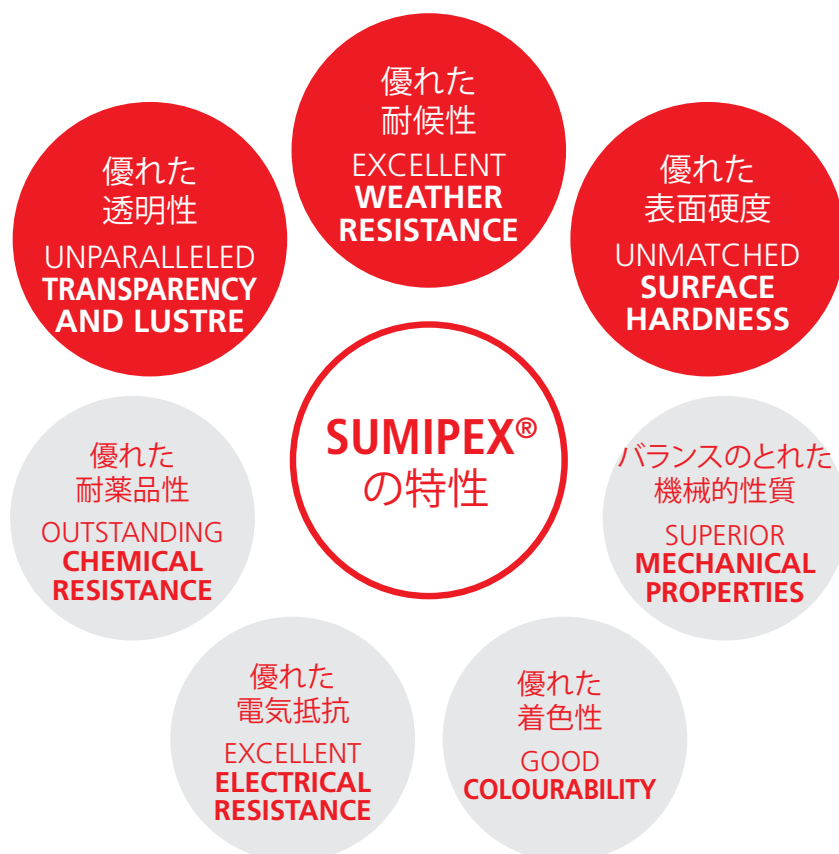 優れた
耐候性
EXCELLENT
WEATHER
RESISTANCE
優れた
透明性
UNPARALLELED
TRANSPARENCY
AND LUSTRE
優れた
表面硬度
UNMATCHED
SURFACE
HARDNESS
SUMIPEX®
の特性
優れた
耐薬品性
OUTSTANDING
CHEMICAL
RESISTANCE
バランスのとれた
機械的性質
SUPERIOR
MECHANICAL
PROPERTIES
優れた
電気抵抗
EXCELLENT
ELECTRICAL
RESISTANCE
優れた
着色性
GOOD
COLOURABILITY